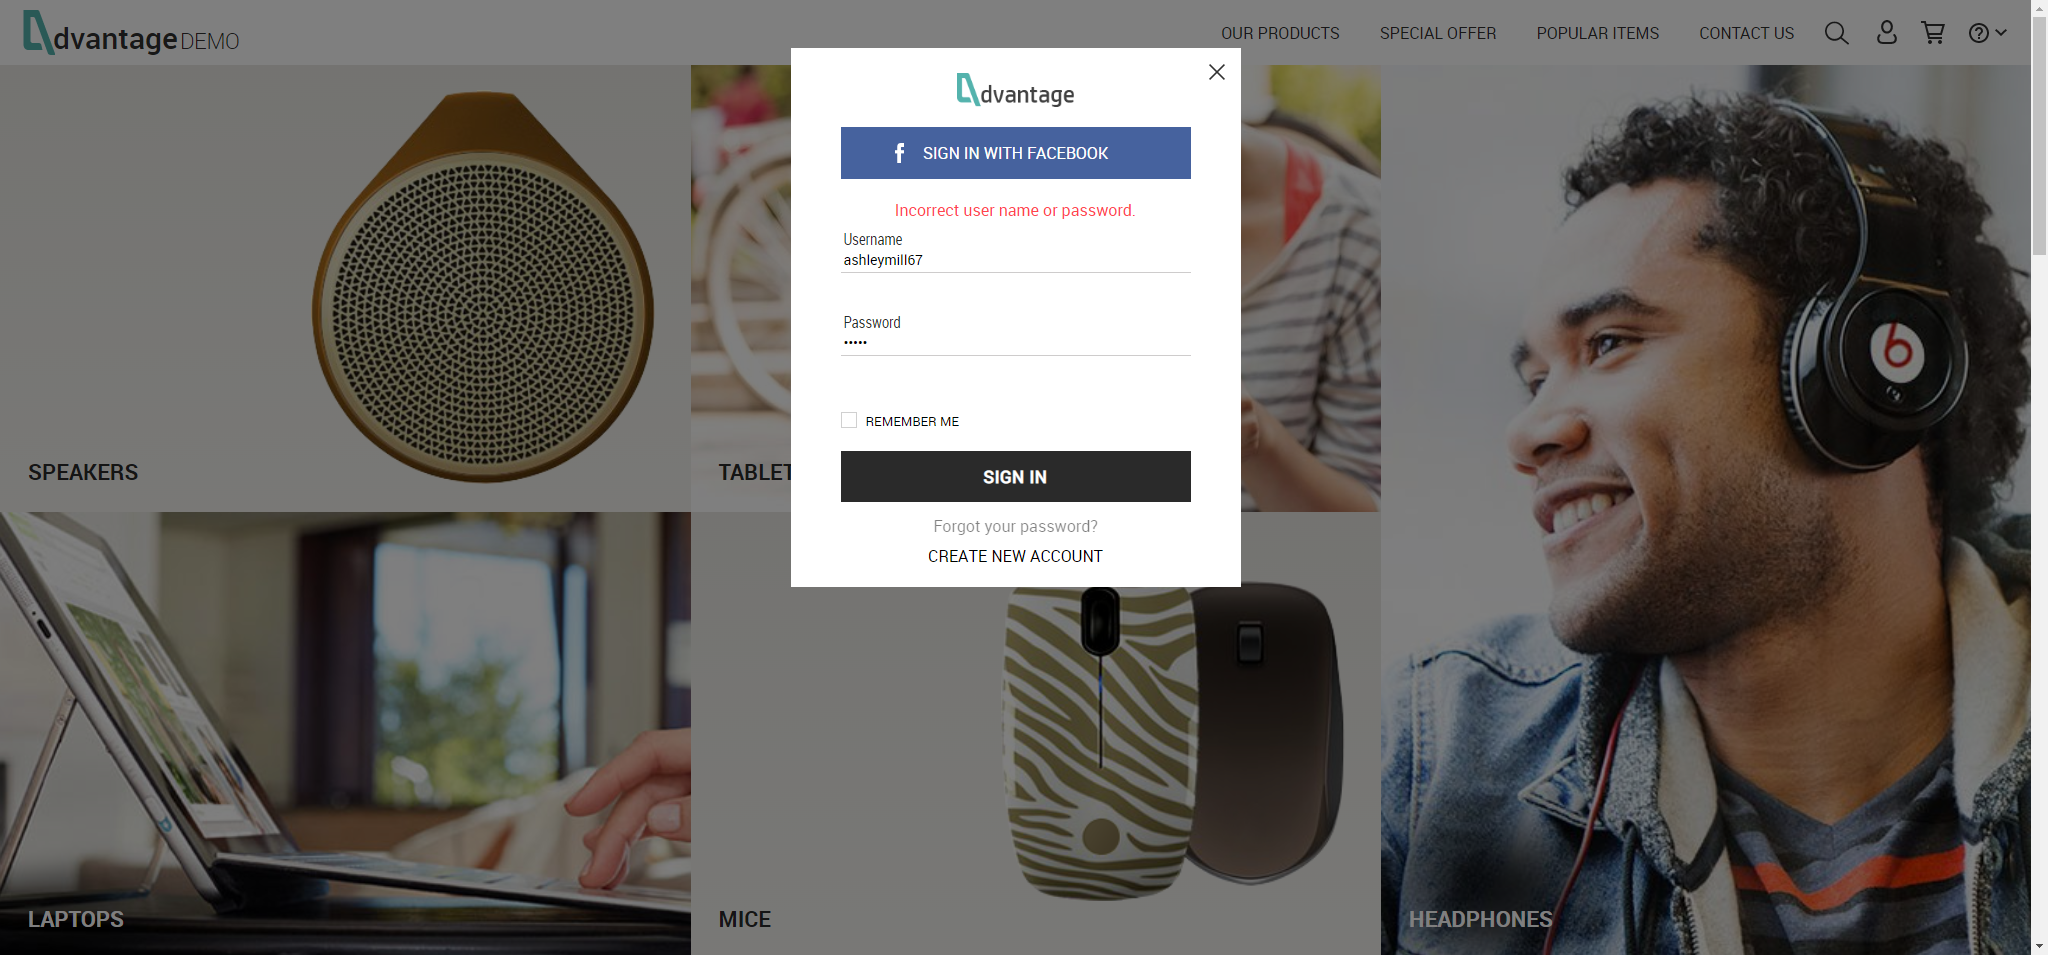 dvantage DEMO
OUR PRODUCTS
SPECIAL OFFER
POPULAR ITEMS
CONTACT US
dvantage
SIGN IN WITH FACEBOOK
Incorrect user name or password.
Username
ashleymill67
Password
•••••
REMEMBER ME
SIGN IN
Forgot your password?
CREATE NEW ACCOUNT
SPEAKERS
TABLET
LAPTOPS
MICE
HEADPHONES